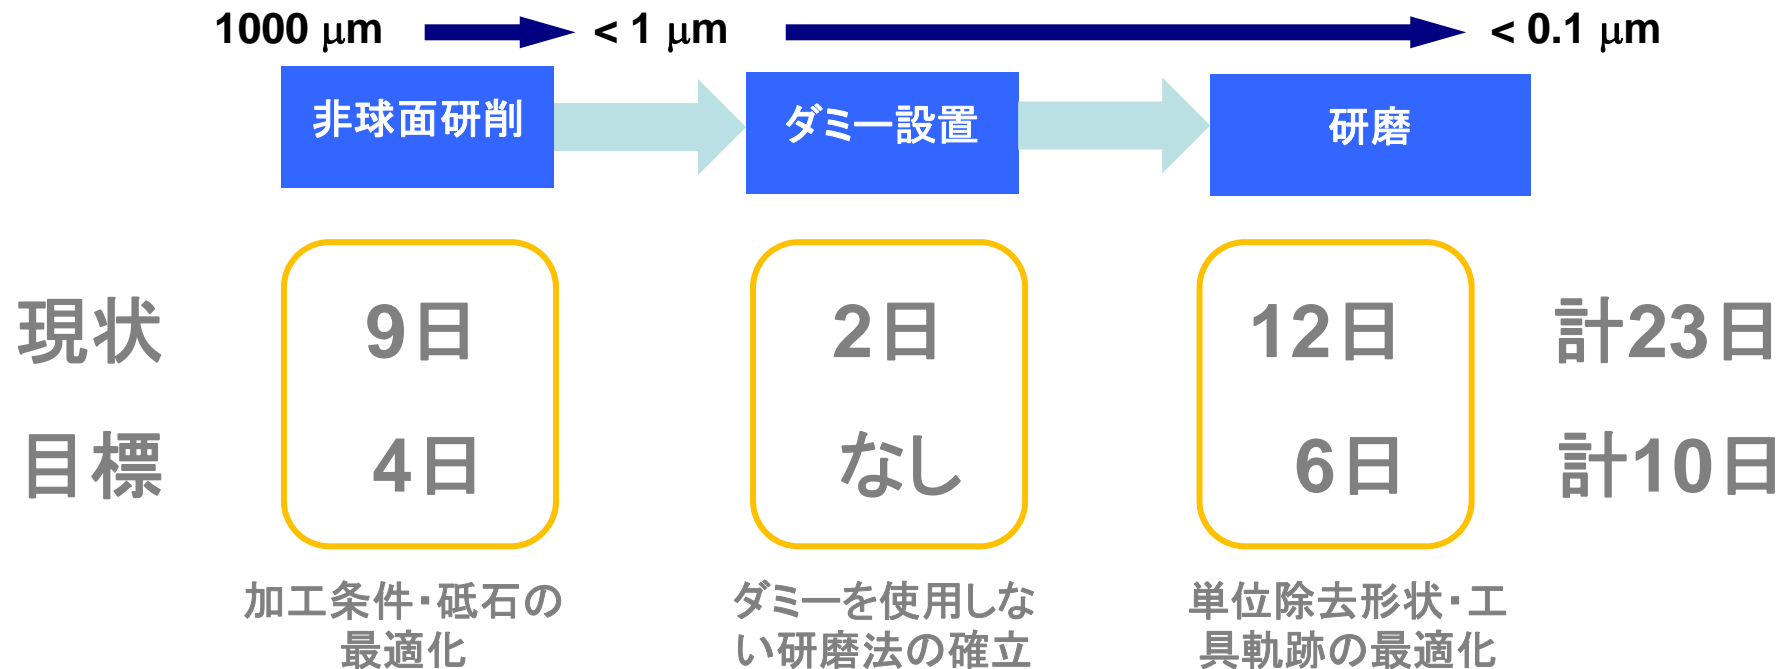 1000 μm < 1 μm < 0.1 μm
非球面研削 ダミー設置 研磨
現状 9日 2日 12日 計23日
目標 4日 なし 6日 計10日
加工条件・砥石の
最適化
ダミーを使用しな
い研磨法の確立
単位除去形状・工
具軌跡の最適化